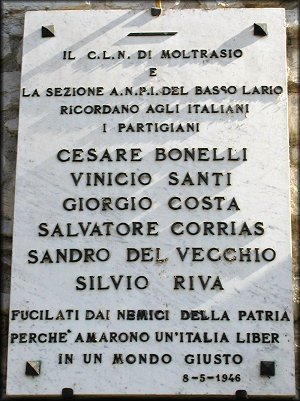 IL C.L.N. DI MOLTRASIO
E
LA SEZIONE A.N.P.I. DEL BASSO LARIO
RICORDANO AGLI ITALIANI
I PARTIGIANI
CESARE BONELLI
VINICIO SANTI
GIORGIO COSTA
SALVATORE CORRIAS
SANDRO DEL VECCHIO
SILVIO RIVA
FUCILATI DAI NEMICI DELLA PATRIA
PERCHE' AMARONO UN'ITALIA LIBER
IN UN MONDO GIUSTO
8-5-1946